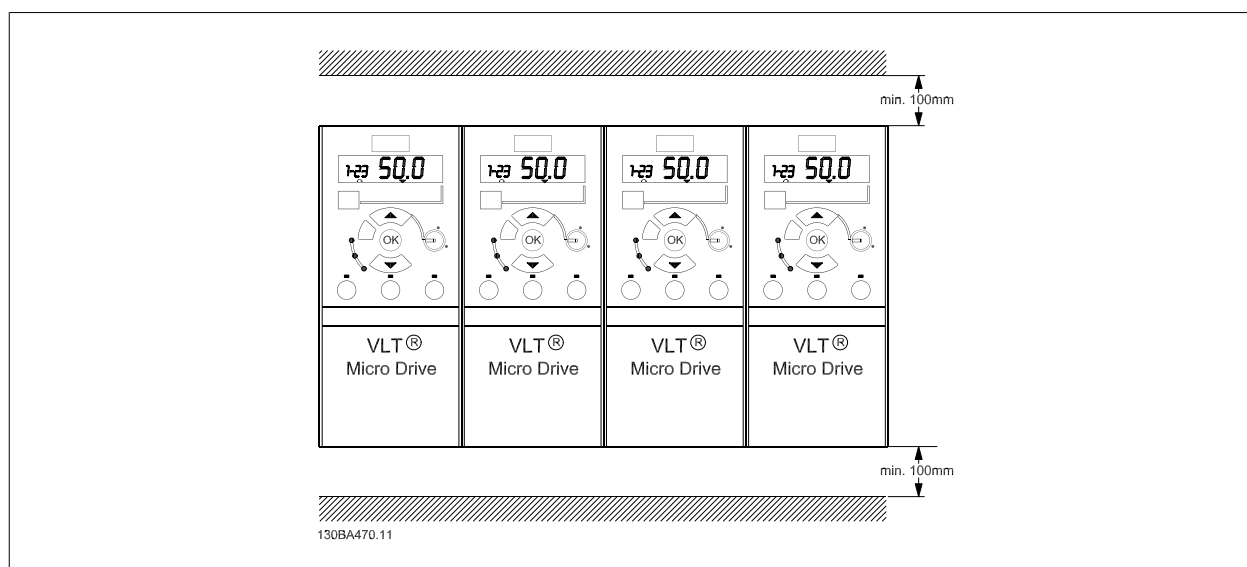 min. 100mm
1-23 50.0 1-23 50.0 1-23 50.0 1-23 50.0
OK OK OK OK
VLT® VLT® VLT® VLT®
Micro Drive Micro Drive Micro Drive Micro Drive
min. 100mm
130BA470.11